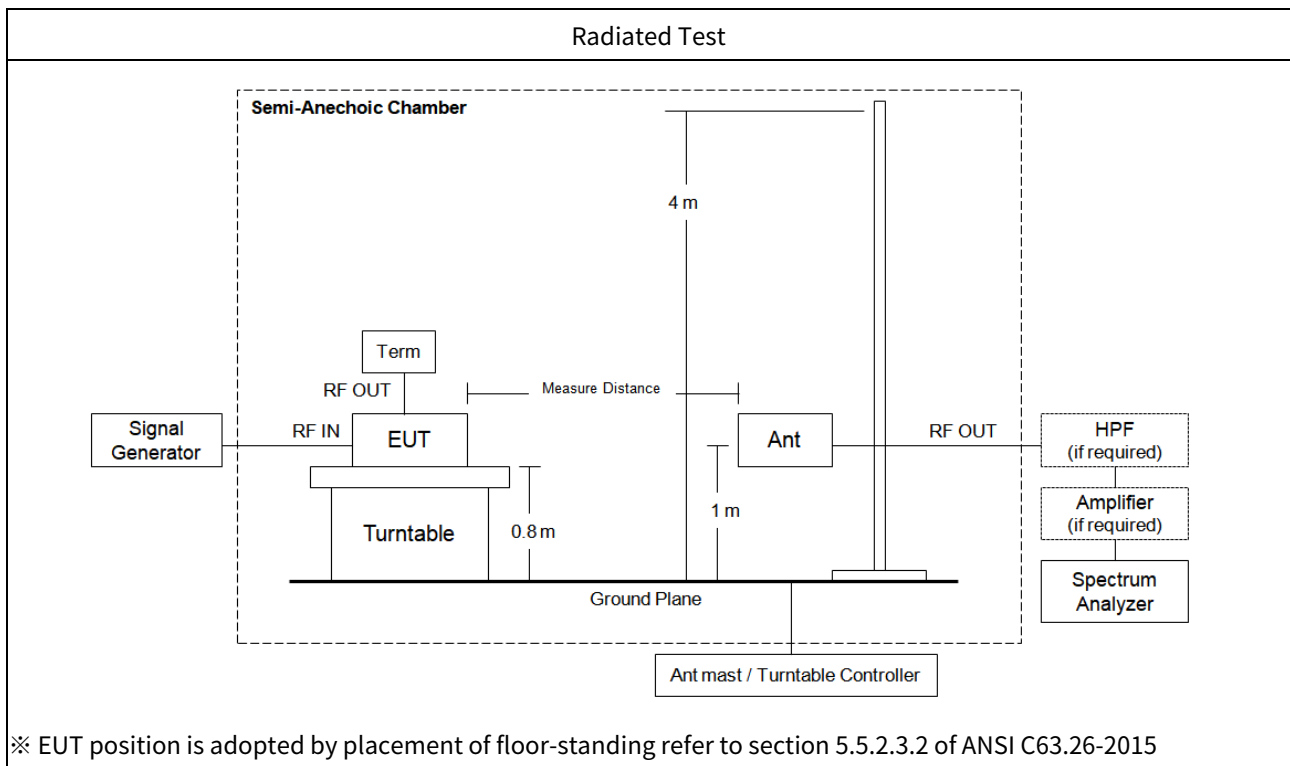 Radiated Test
Semi-Anechoic Chamber
4 m
Term
RF OUT
Measure Distance
Signal
Generator
RF IN
EUT
Ant
RF OUT
HPF
(if required)
1 m
Amplifier
(if required)
Turntable
0.8 m
Spectrum
Analyzer
Ground Plane
Ant mast / Turntable Controller
※ EUT position is adopted by placement of floor-standing refer to section 5.5.2.3.2 of ANSI C63.26-2015